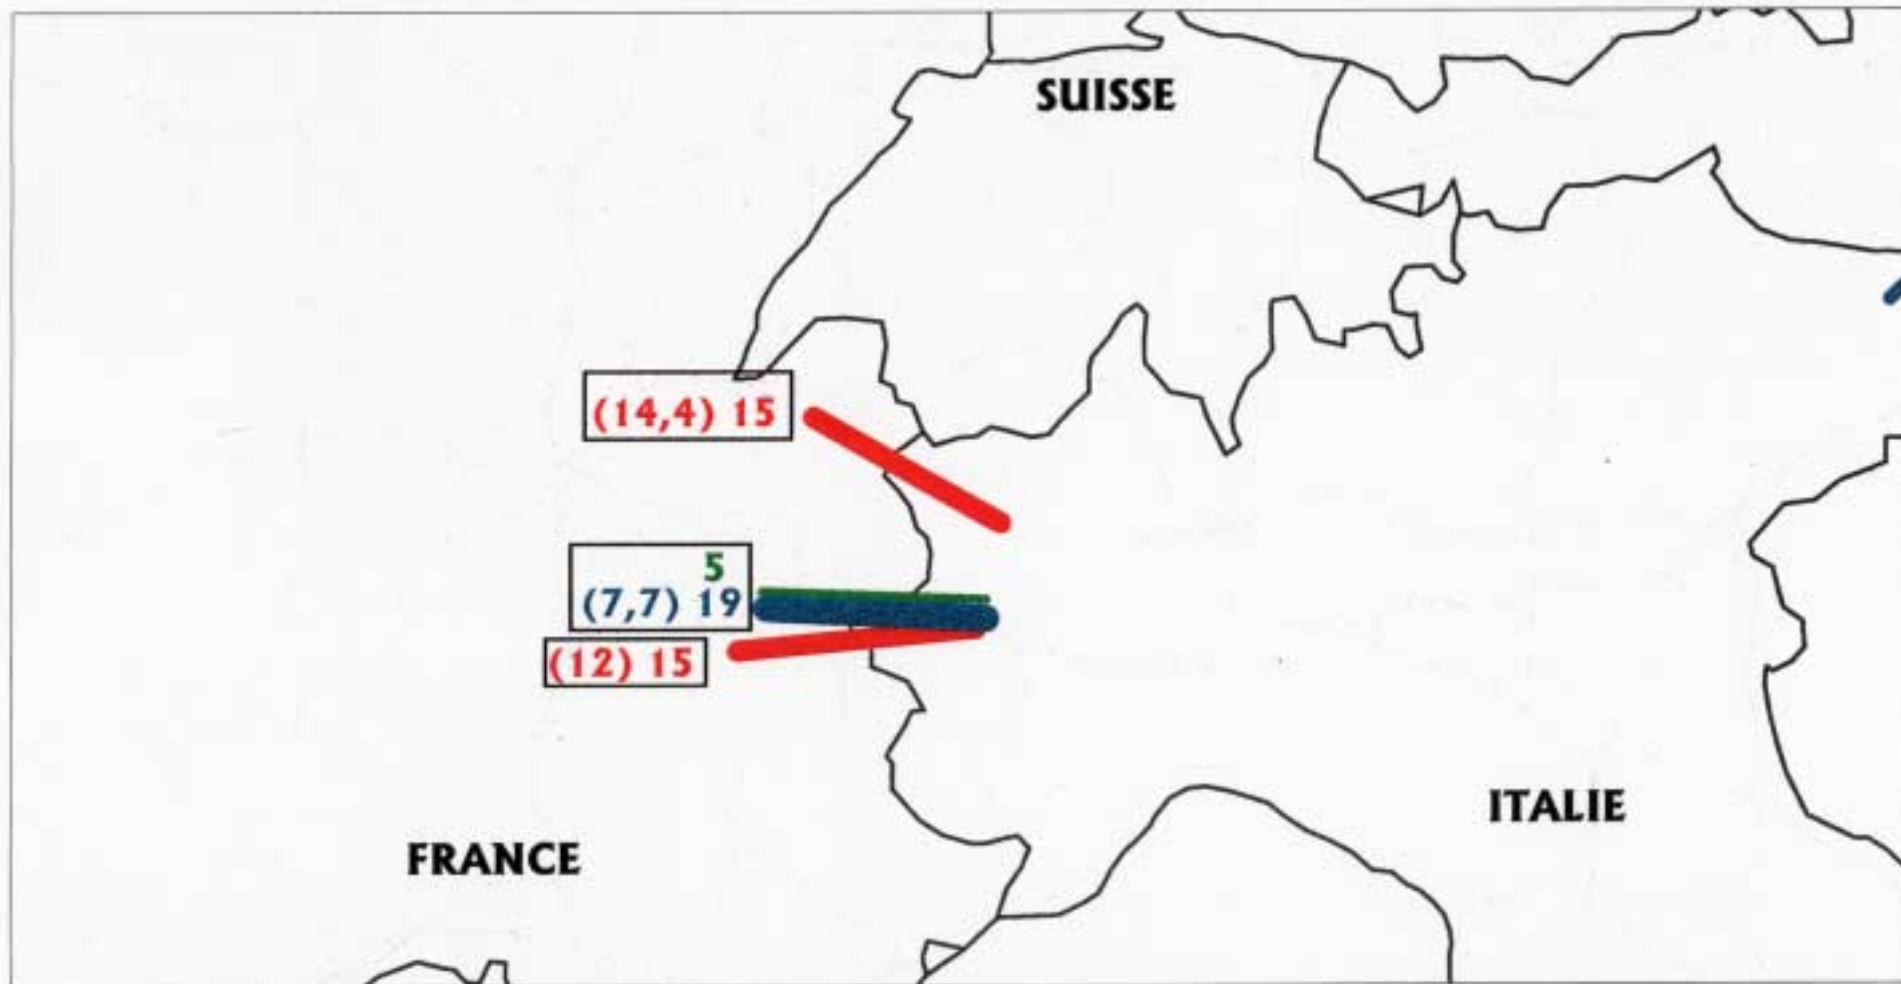 SUISSE
(14,4) 15
5
(7,7) 19
(12) 15
ITALIE
FRANCE